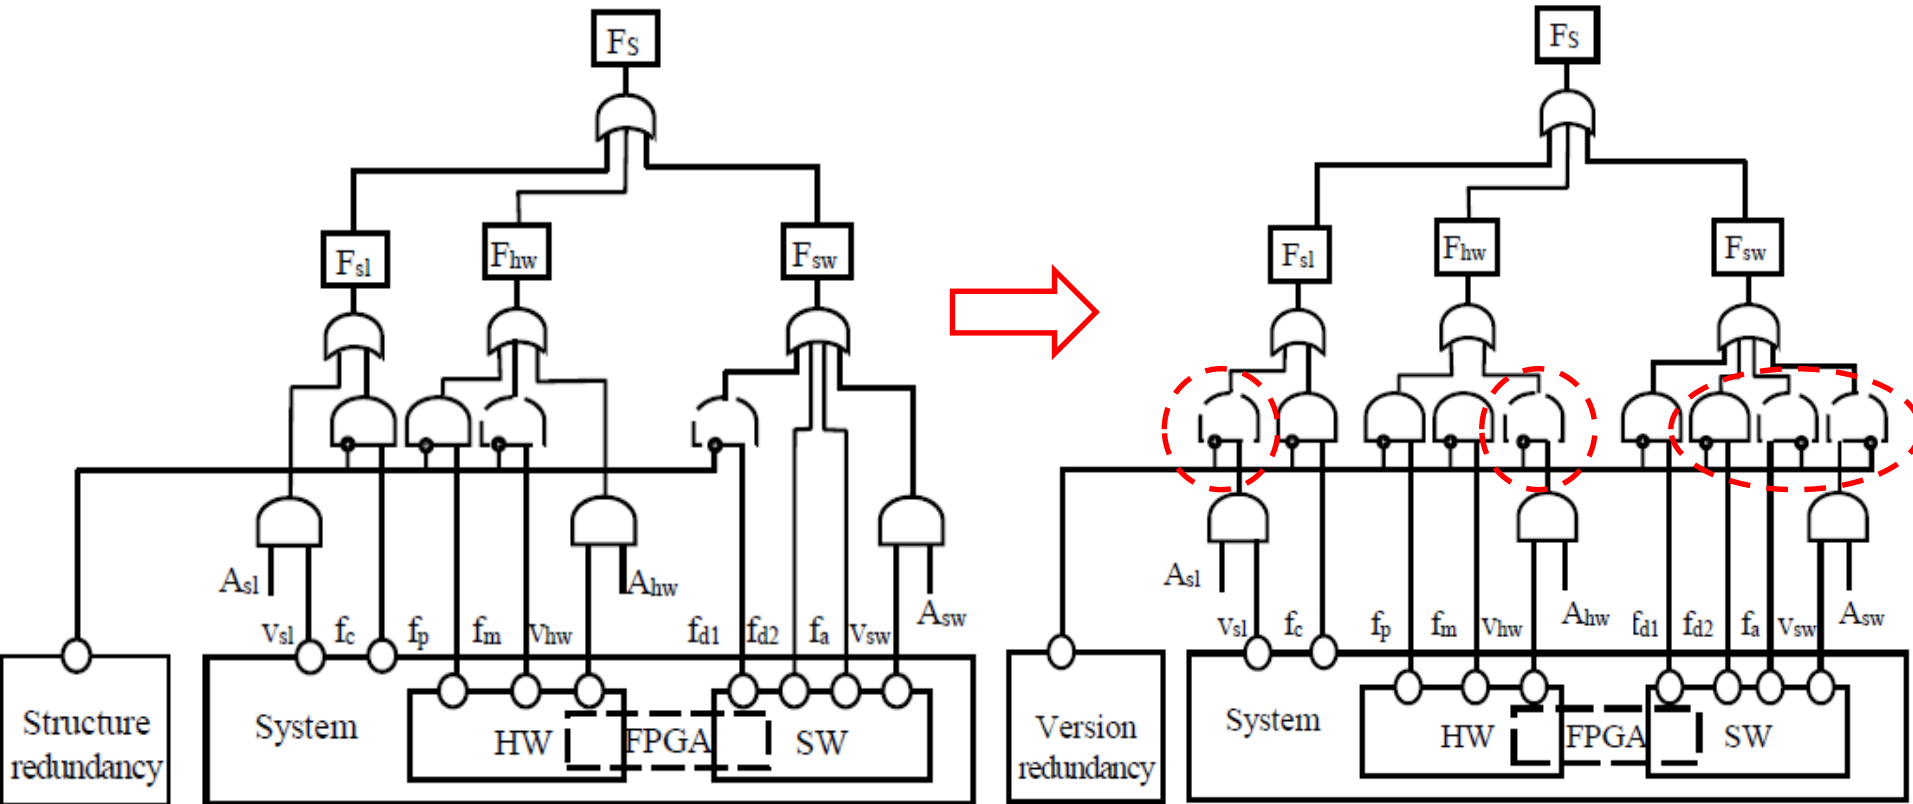 Fs
Fsl
Fhw
Fsw
Asl
Ahw
Asw
vsl
fc
fp
fm
vhw
fd1
fd2
fa
vsw
Structure
redundancy
System
HW
FPGA
SW
Fs
Fsl
Fhw
Fsw
Asl
Ahw
Asw
vsl
fc
fp
fm
vhw
fd1
fd2
fa
vsw
Version
redundancy
System
HW
FPGA
SW